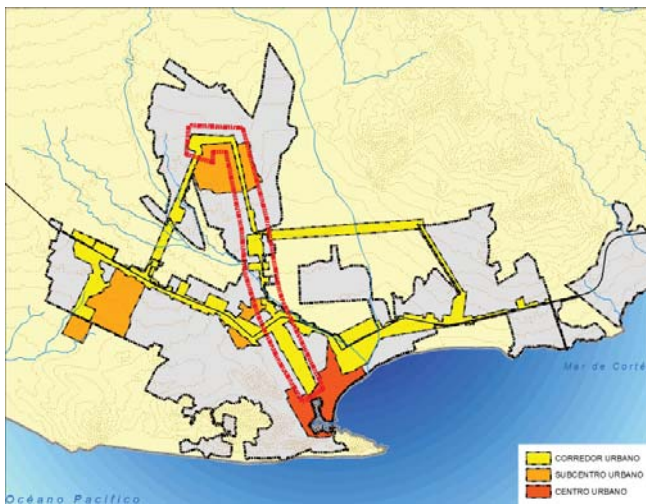 Mar de Corté
CORREDOR URBANO
SUBCENTRO URBANO
CENTRO URBANO
Océano Pacífico